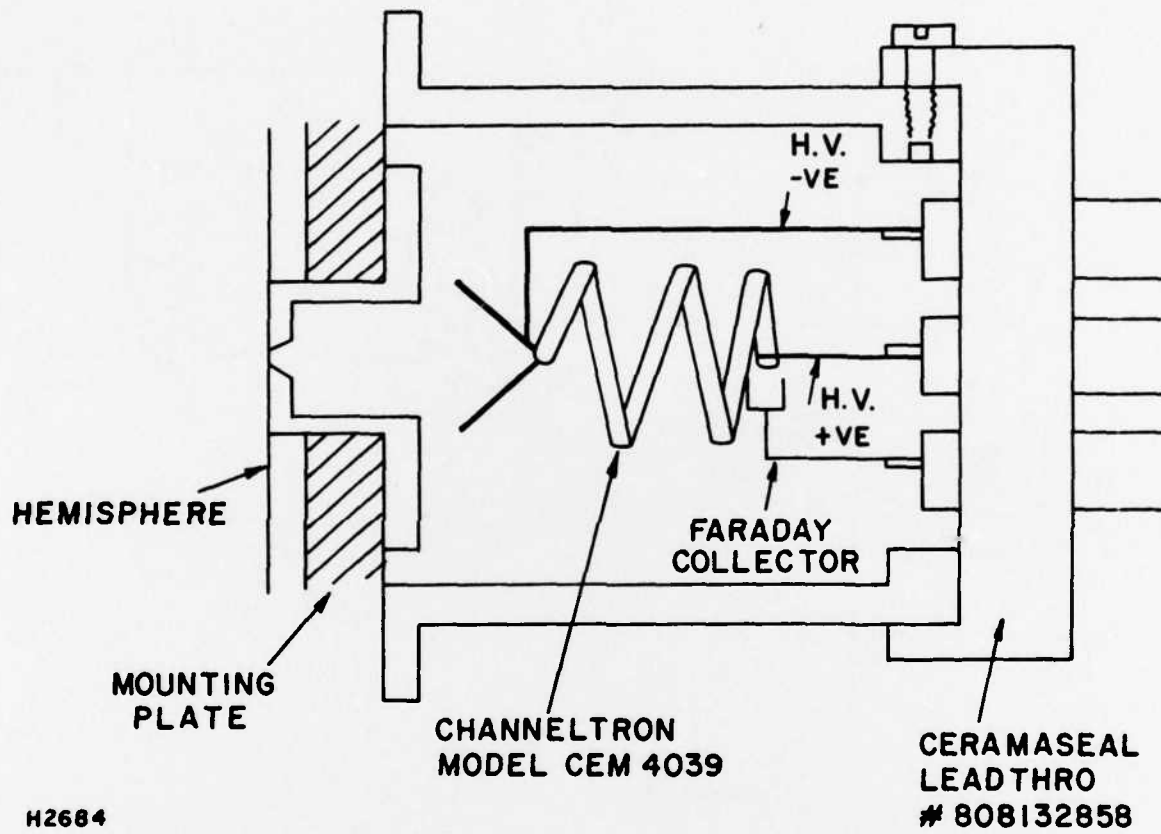 H.V.
-VE
H.V.
+VE
HEMISPHERE
FARADAY
COLLECTOR
MOUNTING
PLATE
CHANNELTRON
MODEL CEM 4039
CERAMASEAL
LEADTHRO
# 808132858
H2684